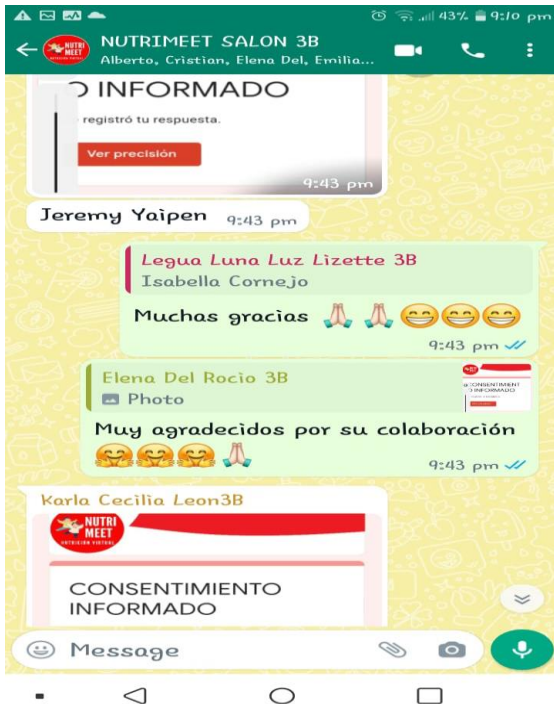 43% 9:10 pm
NUTRI MEET
NUTRIMEET SALON 3B
Alberto, Cristian, Elena Del, Emilia...
O INFORMADO
registró tu respuesta.
Ver precisión
9:43 pm
Jeremy Yaipen 9:43 pm
Legua Luna Luz Lizette 3B
Isabella Cornejo
Muchas gracias 🙏🏻 🙏🏻😁😁😁
9:43 pm
Elena Del Rocio 3B
Photo
Muy agradecidos por su colaboración
🤗🤗🤗🙏🏻
9:43 pm
Karla Cecilia Leon3B
NUTRI
MEET
NUTRICIÓN VIRTUAL
CONSENTIMIENTO
INFORMADO
Message